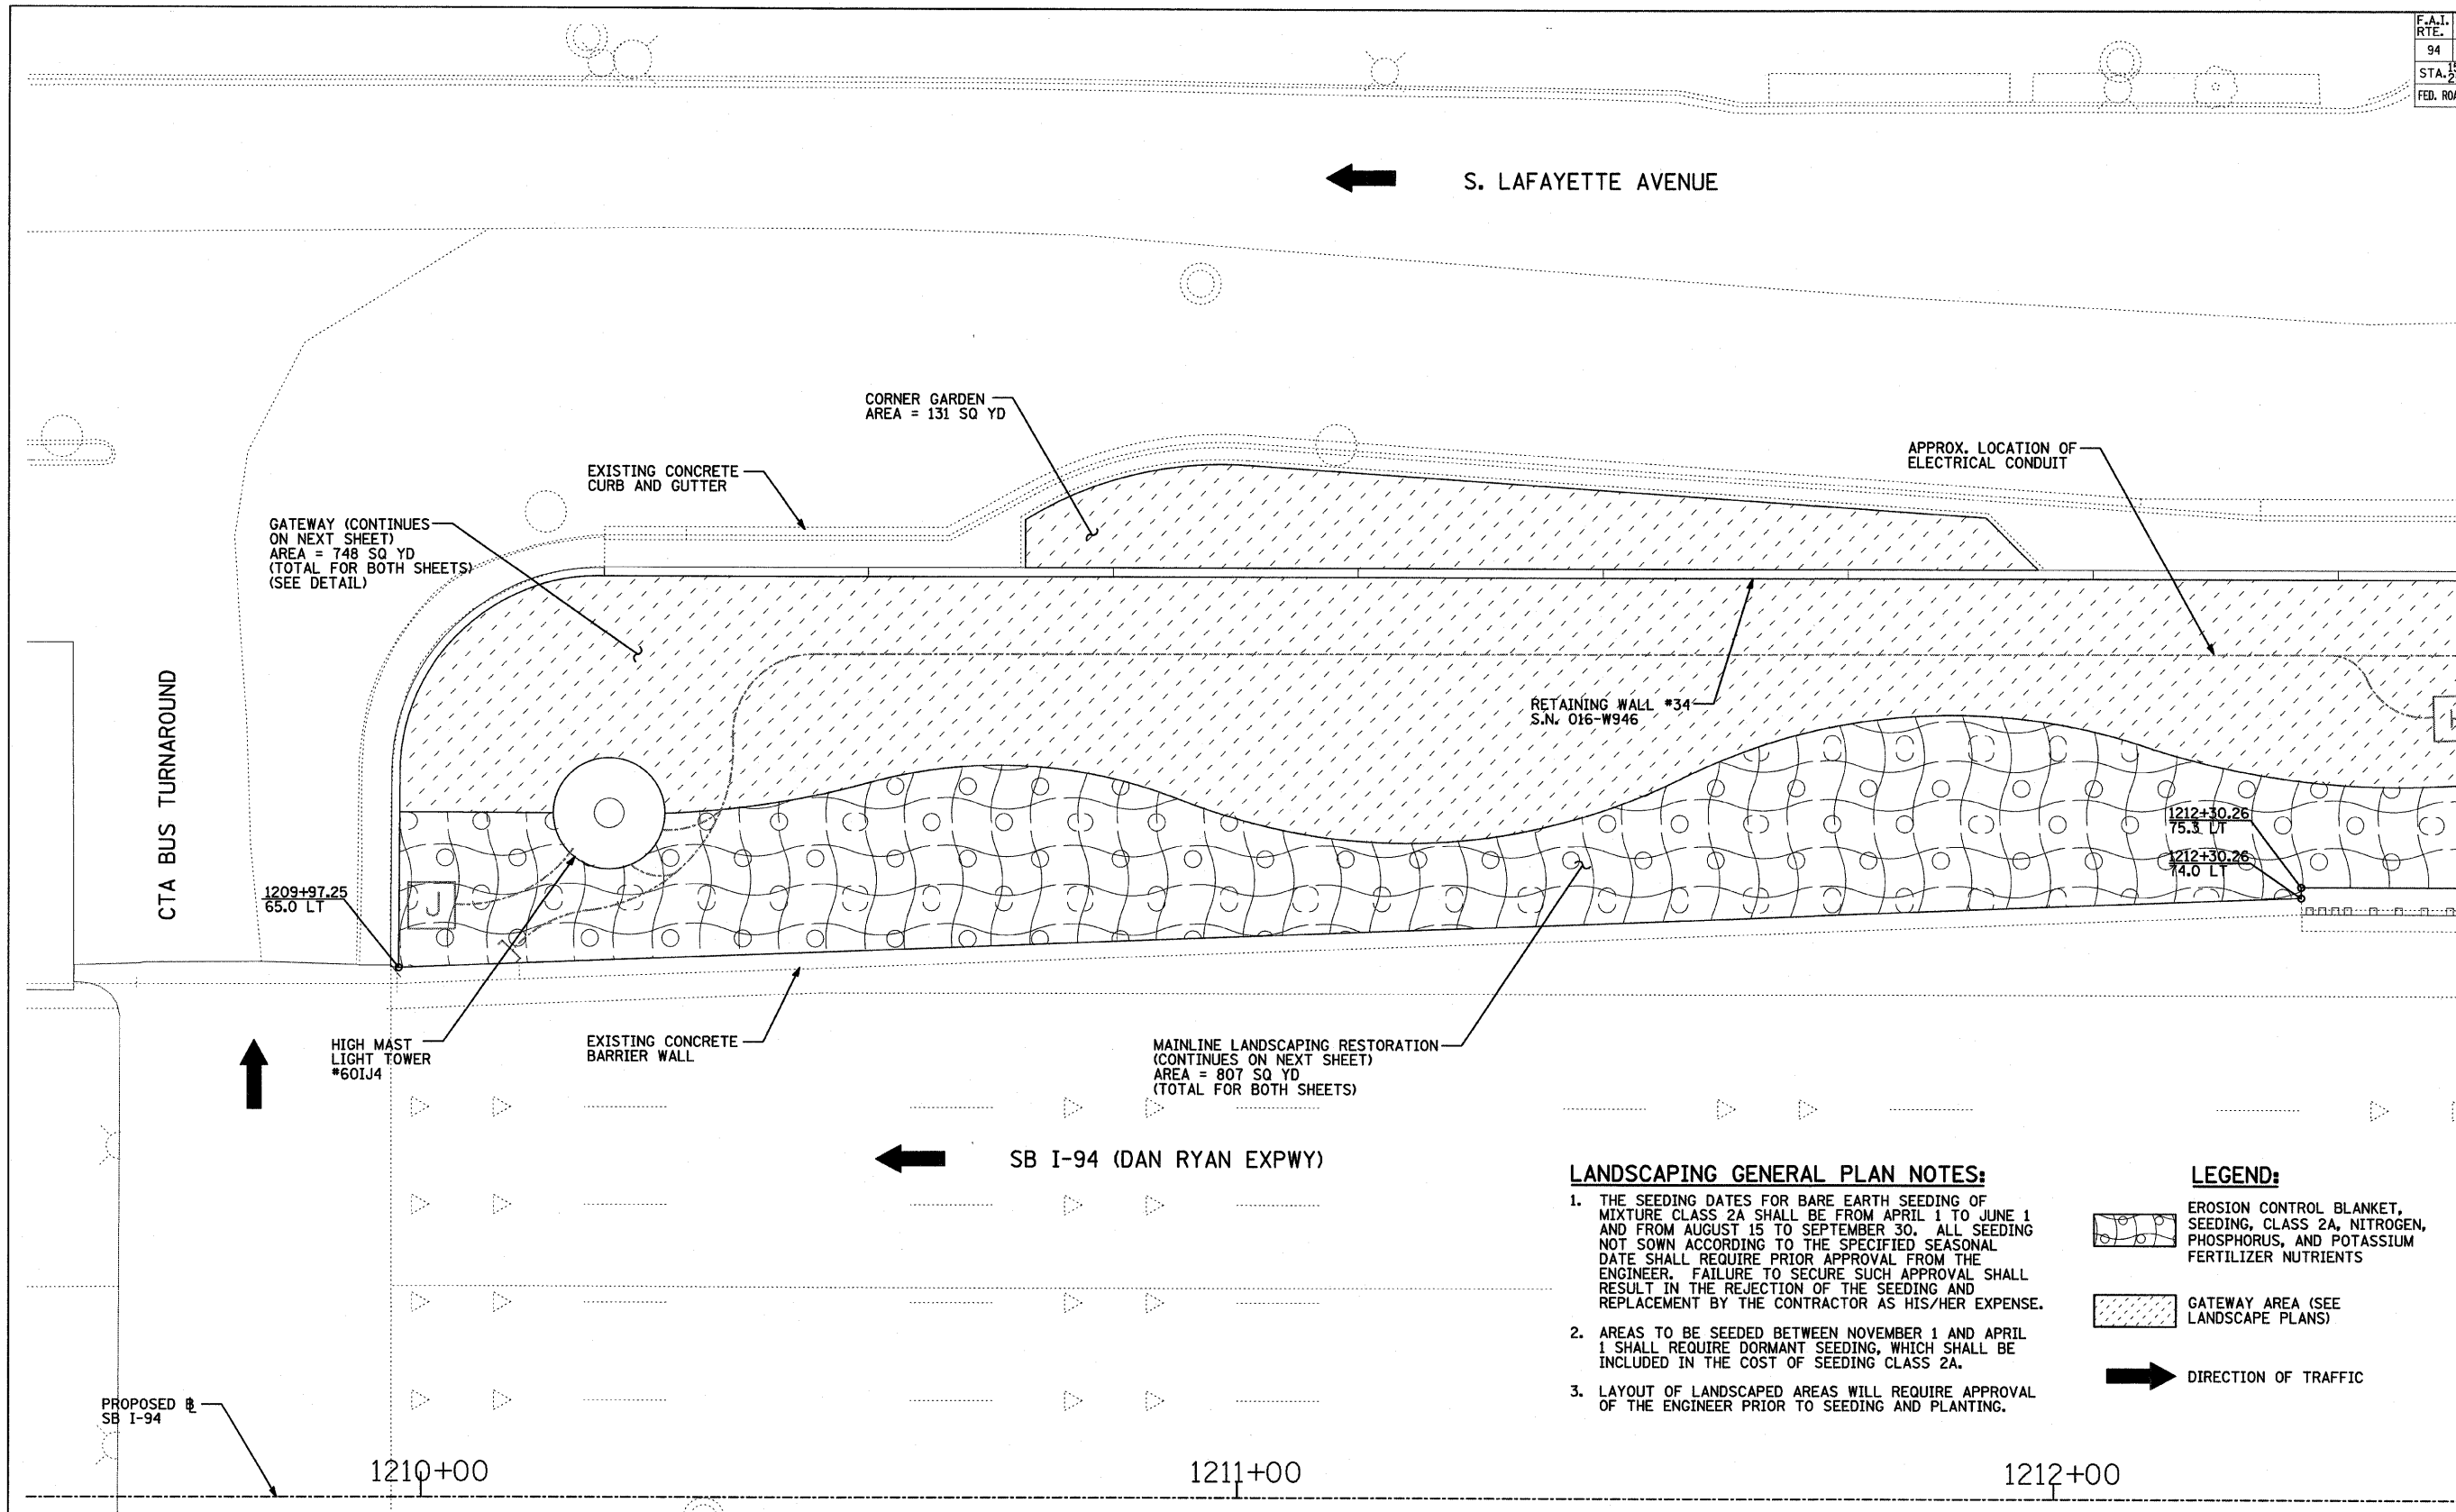 F.A.I.
RTE.
94
STA.
FED. ROA
S. LAFAYETTE AVENUE
CORNER GARDEN
AREA = 131 SQ YD
APPROX. LOCATION OF
ELECTRICAL CONDUIT
EXISTING CONCRETE
CURB AND GUTTER
GATEWAY (CONTINUES
ON NEXT SHEET)
AREA = 748 SQ YD
(TOTAL FOR BOTH SHEETS)
(SEE DETAIL)
CTA BUS TURNAROUND
RETAINING WALL #34
S.N. 016-W946
1212+30.26
75.3 LT
1212+30.26
74.0 LT
1209+97.25
65.0 LT
J
HIGH MAST
LIGHT TOWER
#60IJ4
EXISTING CONCRETE
BARRIER WALL
MAINLINE LANDSCAPING RESTORATION
(CONTINUES ON NEXT SHEET)
AREA = 807 SQ YD
(TOTAL FOR BOTH SHEETS)
SB I-94 (DAN RYAN EXPWY)
LANDSCAPING GENERAL PLAN NOTES:
1. THE SEEDING DATES FOR BARE EARTH SEEDING OF
MIXTURE CLASS 2A SHALL BE FROM APRIL 1 TO JUNE 1
AND FROM AUGUST 15 TO SEPTEMBER 30. ALL SEEDING
NOT SOWN ACCORDING TO THE SPECIFIED SEASONAL
DATE SHALL REQUIRE PRIOR APPROVAL FROM THE
ENGINEER. FAILURE TO SECURE SUCH APPROVAL SHALL
RESULT IN THE REJECTION OF THE SEEDING AND
REPLACEMENT BY THE CONTRACTOR AS HIS/HER EXPENSE.
2. AREAS TO BE SEEDED BETWEEN NOVEMBER 1 AND APRIL
1 SHALL REQUIRE DORMANT SEEDING, WHICH SHALL BE
INCLUDED IN THE COST OF SEEDING CLASS 2A.
3. LAYOUT OF LANDSCAPED AREAS WILL REQUIRE APPROVAL
OF THE ENGINEER PRIOR TO SEEDING AND PLANTING.
LEGEND:
EROSION CONTROL BLANKET,
SEEDING, CLASS 2A, NITROGEN,
PHOSPHORUS, AND POTASSIUM
FERTILIZER NUTRIENTS
GATEWAY AREA (SEE
LANDSCAPE PLANS)
DIRECTION OF TRAFFIC
PROPOSED ℄
SB I-94
1210+00
1211+00
1212+00